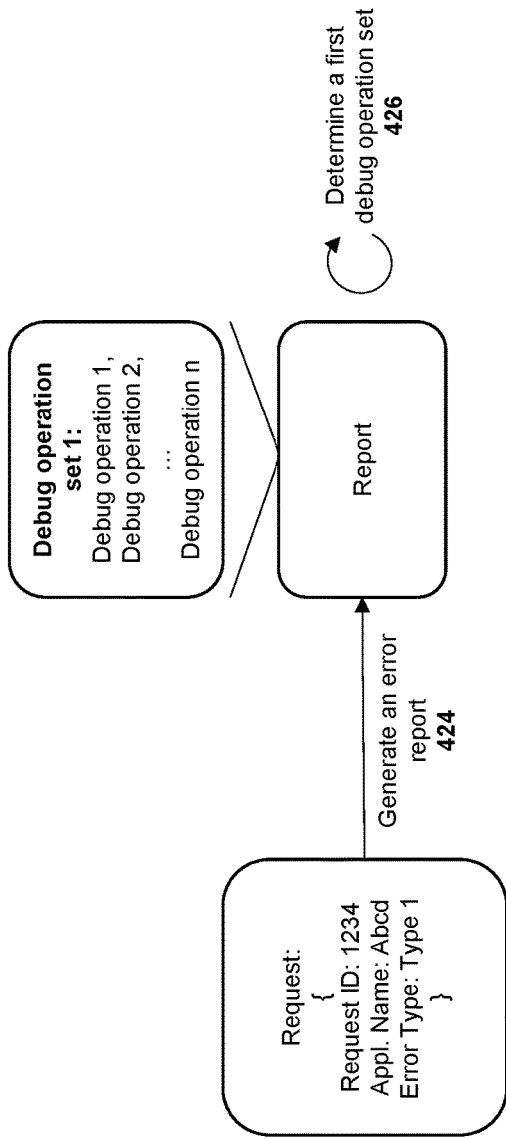 Request:
{
Request ID: 1234
Appl. Name: Abcd
Error Type: Type 1
}
Generate an error
report
424
Debug operation
set 1:
Debug operation 1,
Debug operation 2,
...
Debug operation n
Report
Determine a first
debug operation set
426